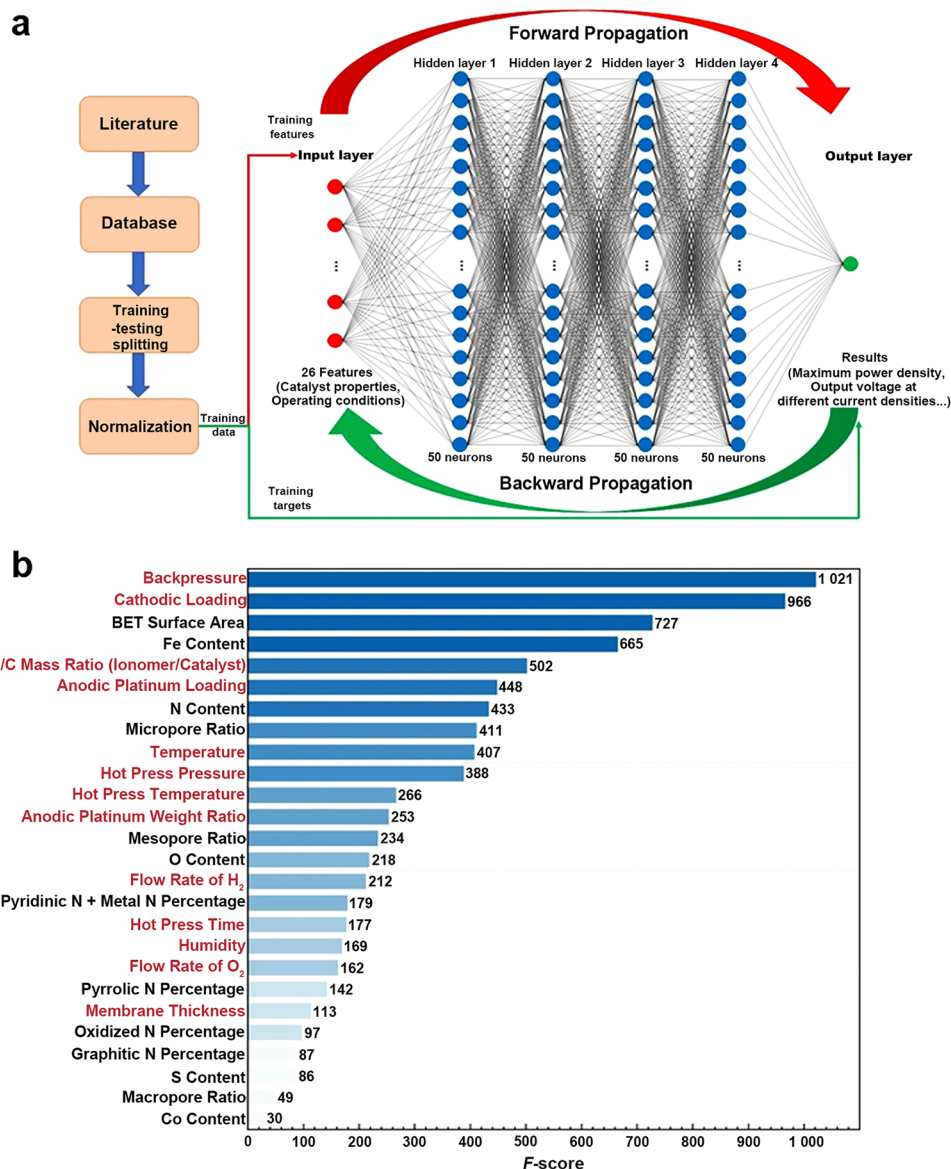 a
Forward Propagation
Hidden layer 1 Hidden layer 2 Hidden layer 3 Hidden layer 4
Literature
Training
features
Input layer
Output layer
Database
...
... ... ... ...
Training
-testing
splitting
26 Features
(Catalyst properties,
Operating conditions)
Results
(Maximum power density,
Output voltage at
different current densities...)
Normalization
Training
data
50 neurons 50 neurons 50 neurons 50 neurons
Backward Propagation
Training
targets
b
Backpressure 1 021
Cathodic Loading 966
BET Surface Area 727
Fe Content 665
/C Mass Ratio (Ionomer/Catalyst) 502
Anodic Platinum Loading 448
N Content 433
Micropore Ratio 411
Temperature 407
Hot Press Pressure 388
Hot Press Temperature 266
Anodic Platinum Weight Ratio 253
Mesopore Ratio 234
O Content 218
Flow Rate of H₂ 212
Pyridinic N + Metal N Percentage 179
Hot Press Time 177
Humidity 169
Flow Rate of O₂ 162
Pyrrolic N Percentage 142
Membrane Thickness 113
Oxidized N Percentage 97
Graphitic N Percentage 87
S Content 86
Macropore Ratio 49
Co Content 30
0 100 200 300 400 500 600 700 800 900 1 000
F-score